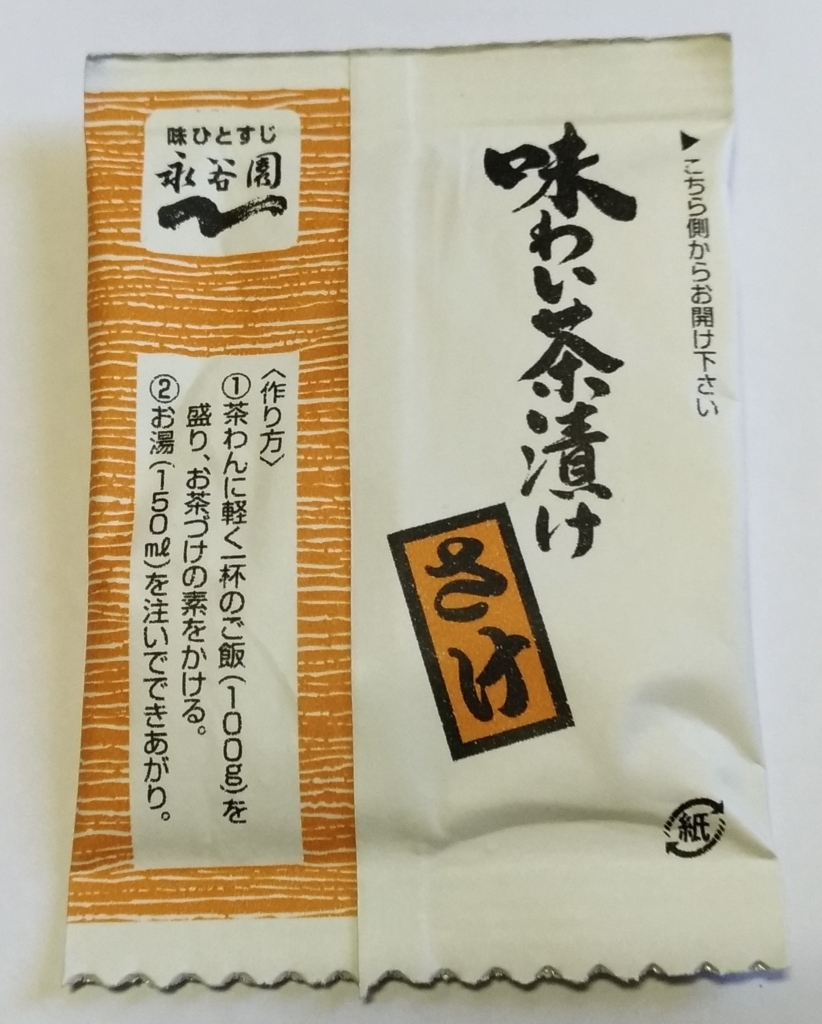 ▶こちら側からお開け下さい
味わい茶漬け
さけ
紙
味ひとすじ
永谷園
〈作り方〉
①茶わんに軽く一杯のご飯(100g)を
盛り、お茶づけの素をかける。
②お湯(150㎖)を注いでできあがり。